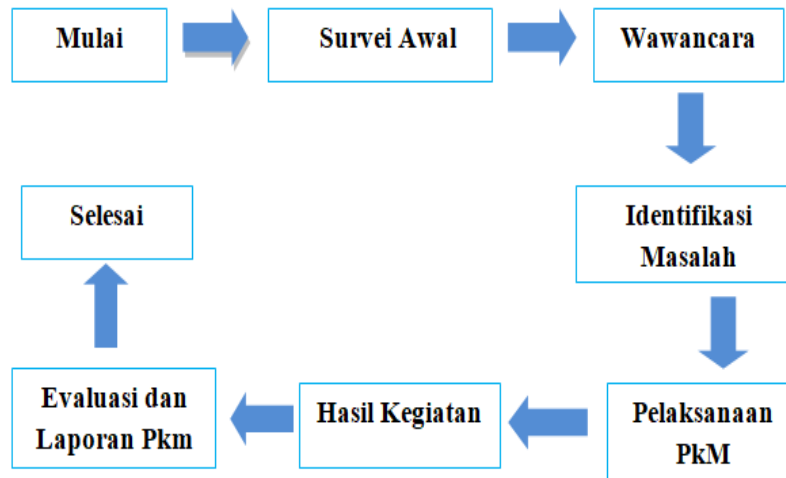 Mulai
Survei Awal
Wawancara
Identifikasi
Masalah
Pelaksanaan
PkM
Hasil Kegiatan
Evaluasi dan
Laporan Pkm
Selesai